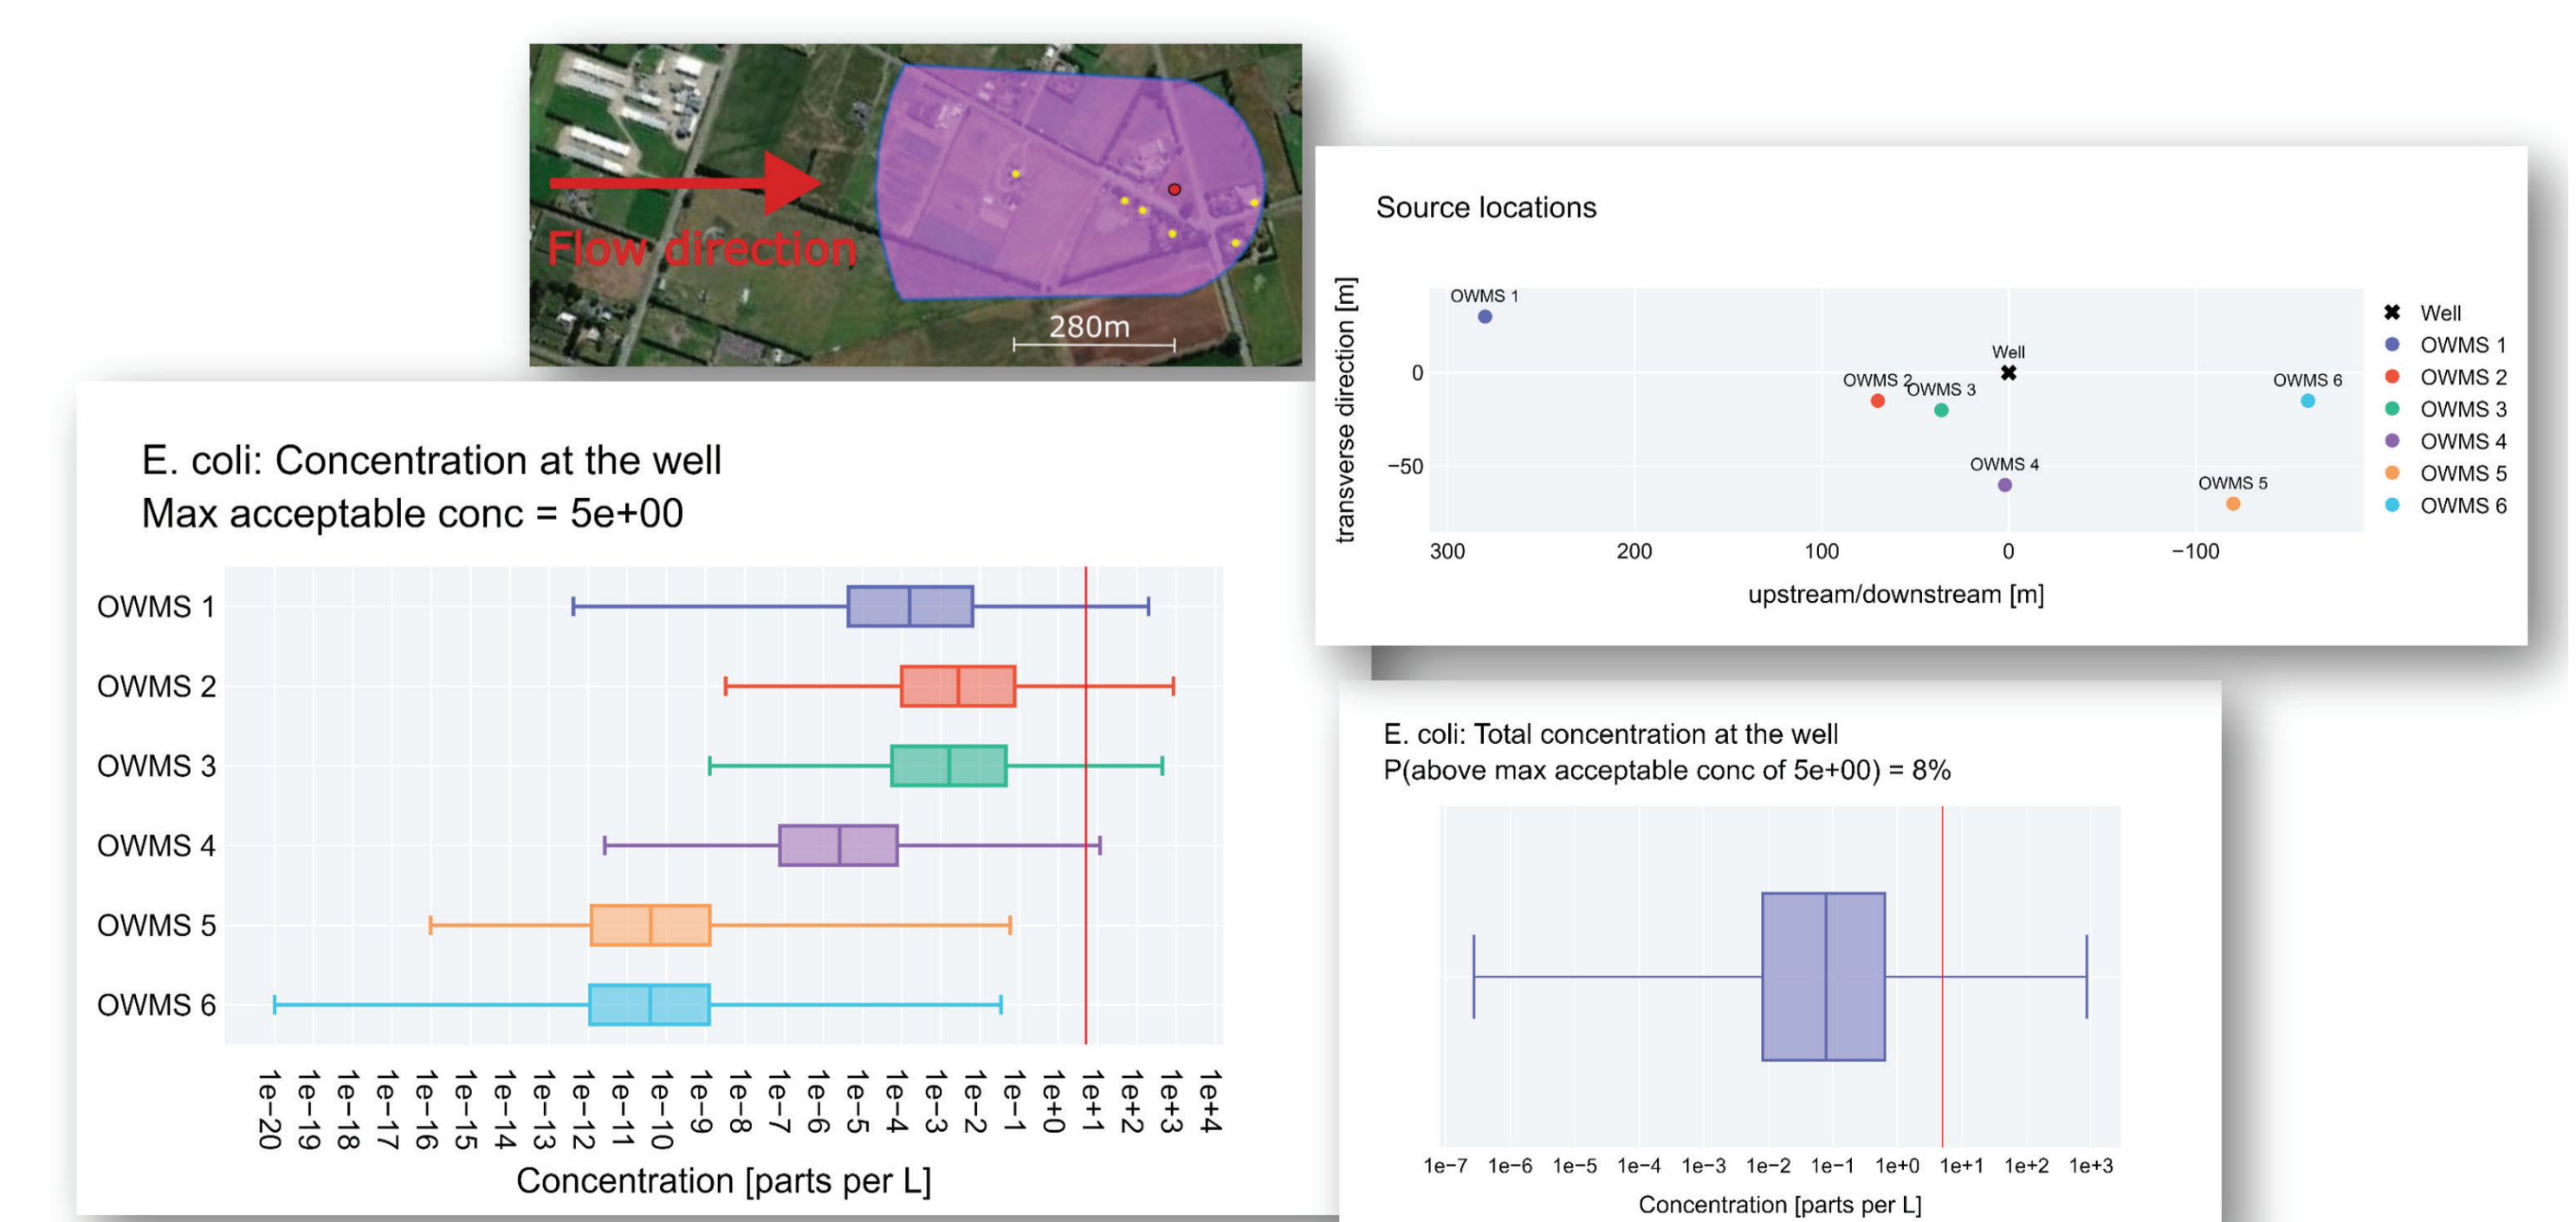 Flow direction
280m
Source locations
transverse direction [m]
0
−50
OWMS 1
OWMS 2
OWMS 3
Well
OWMS 4
OWMS 5
OWMS 6
300
200
100
0
−100
upstream/downstream [m]
Well
OWMS 1
OWMS 2
OWMS 3
OWMS 4
OWMS 5
OWMS 6
E. coli: Concentration at the well
Max acceptable conc = 5e+00
OWMS 1
OWMS 2
OWMS 3
OWMS 4
OWMS 5
OWMS 6
1e−20
1e−19
1e−18
1e−17
1e−16
1e−15
1e−14
1e−13
1e−12
1e−11
1e−10
1e−9
1e−8
1e−7
1e−6
1e−5
1e−4
1e−3
1e−2
1e−1
1e+0
1e+1
1e+2
1e+3
1e+4
Concentration [parts per L]
E. coli: Total concentration at the well
P(above max acceptable conc of 5e+00) = 8%
1e−7
1e−6
1e−5
1e−4
1e−3
1e−2
1e−1
1e+0
1e+1
1e+2
1e+3
Concentration [parts per L]